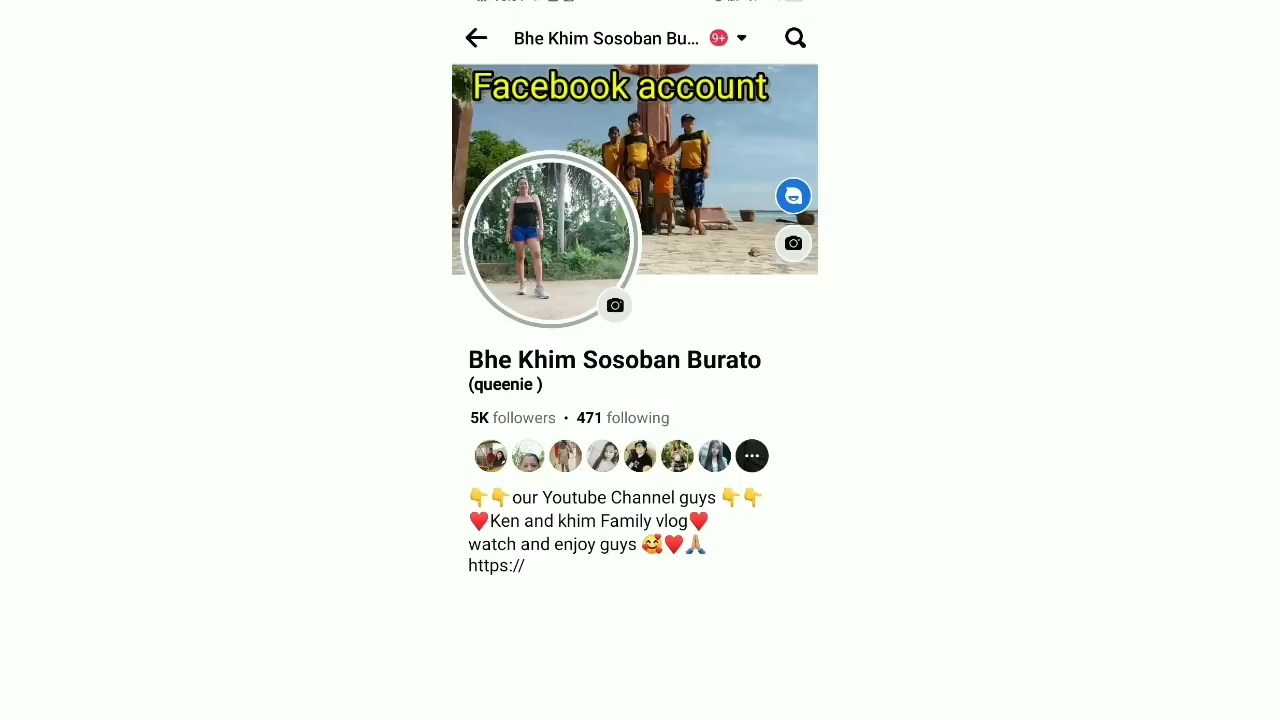 Bhe Khim Sosoban Bu... 9+
Facebook account
Bhe Khim Sosoban Burato
(queenie )
5K followers • 471 following
👇👇our Youtube Channel guys 👇👇
♥️Ken and khim Family vlog♥️
watch and enjoy guys 🥰♥️🙏🏼
https://